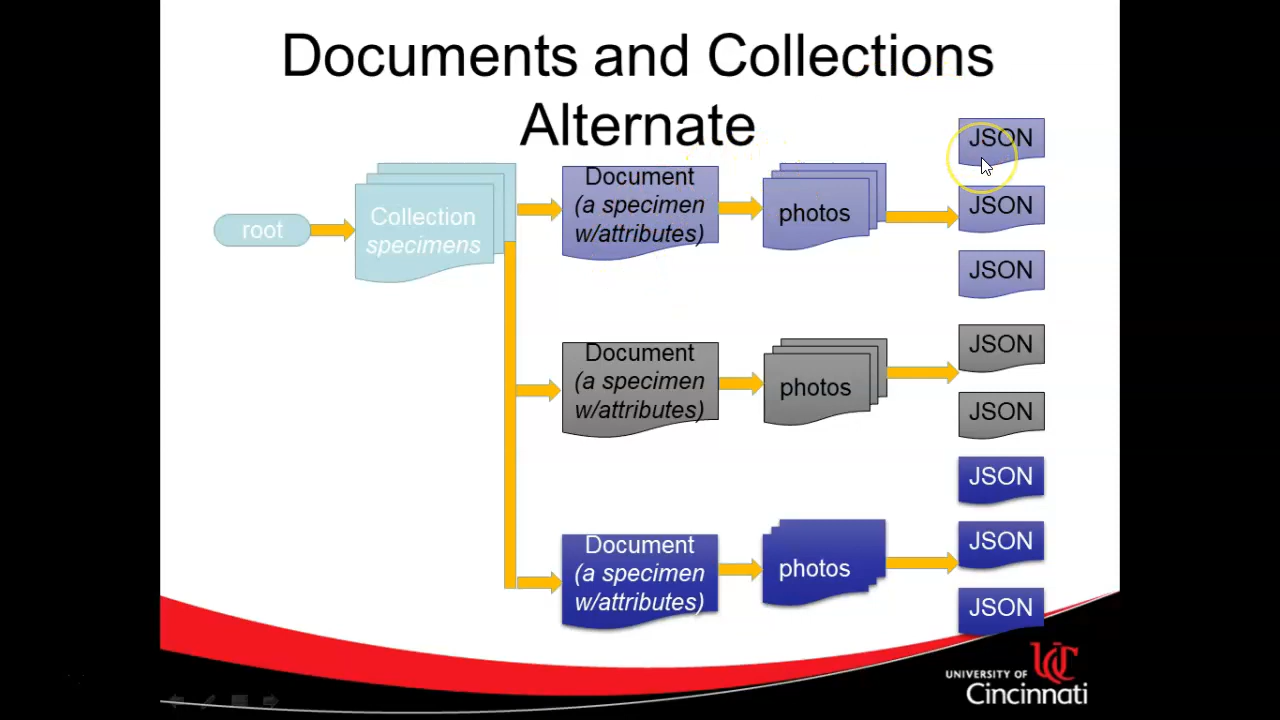 Documents and Collections
Alternate
root
Collection
specimens
Document
(a specimen
w/attributes)
photos
JSON
JSON
JSON
Document
(a specimen
w/attributes)
photos
JSON
JSON
Document
(a specimen
w/attributes)
photos
JSON
JSON
JSON
UNIVERSITY OF
Cincinnati